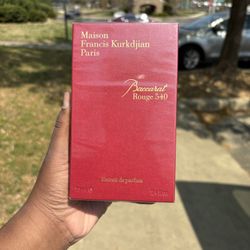 Maison
Francis Kurkdjian
Paris
Baccarat
Rouge 540
Extrait de parfum